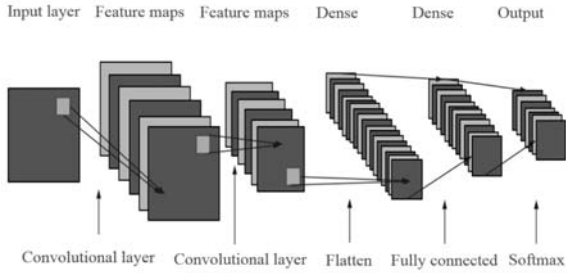 Input layer Feature maps Feature maps Dense Dense Output
Convolutional layer Convolutional layer Flatten Fully connected Softmax